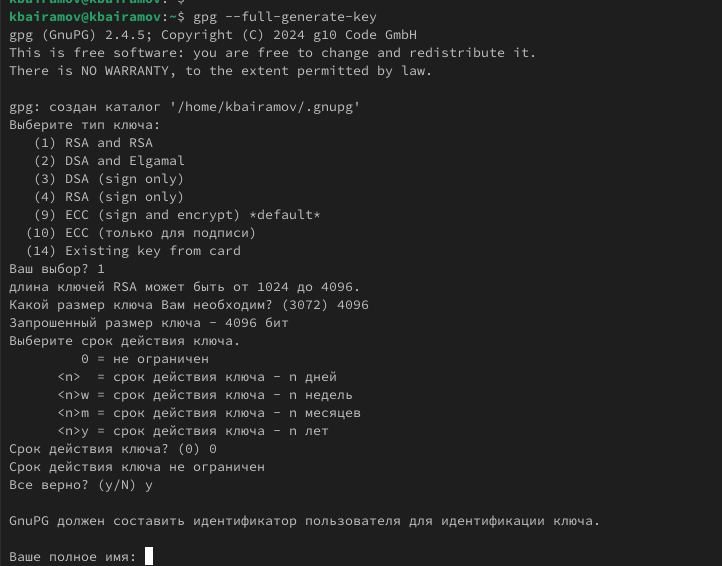 kbairamov@kbairamov:~$ gpg --full-generate-key
gpg (GnuPG) 2.4.5; Copyright (C) 2024 g10 Code GmbH
This is free software: you are free to change and redistribute it.
There is NO WARRANTY, to the extent permitted by law.
gpg: создан каталог '/home/kbairamov/.gnupg'
Выберите тип ключа:
(1) RSA and RSA
(2) DSA and Elgamal
(3) DSA (sign only)
(4) RSA (sign only)
(9) ECC (sign and encrypt) *default*
(10) ECC (только для подписи)
(14) Existing key from card
Ваш выбор? 1
длина ключей RSA может быть от 1024 до 4096.
Какой размер ключа Вам необходим? (3072) 4096
Запрошенный размер ключа - 4096 бит
Выберите срок действия ключа.
0 = не ограничен
<n> = срок действия ключа - n дней
<n>w = срок действия ключа - n недель
<n>m = срок действия ключа - n месяцев
<n>y = срок действия ключа - n лет
Срок действия ключа? (0) 0
Срок действия ключа не ограничен
Все верно? (y/N) y
GnuPG должен составить идентификатор пользователя для идентификации ключа.
Ваше полное имя: